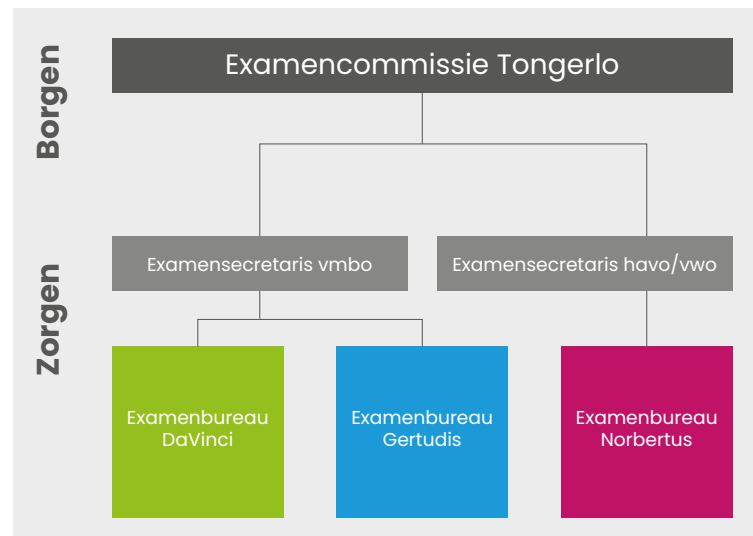 Borgen
Examencommissie Tongerlo
Zorgen
Examensecretaris vmbo
Examensecretaris havo/vwo
Examenbureau
DaVinci
Examenbureau
Gertudis
Examenbureau
Norbertus